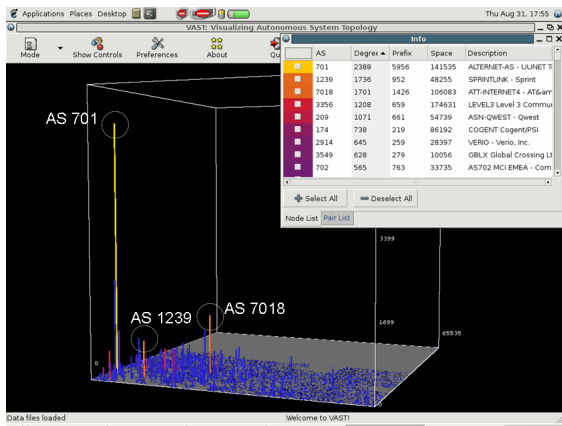 Applications Places Desktop
Thu Aug 31, 17:55
VAST: Visualizing Autonomous System Topology
Mode
Show Controls
Preferences
About
Qu
Info
AS Degree Prefix Space Description
701 2388 5956 141535 ALTERNET-AS - UUNET T
1239 1736 952 48255 SPRINTLINK - Sprint
7018 1701 1426 106083 ATT-INTERNET4 - AT&am
3356 1208 659 174631 LEVEL3 Level 3 Commu
209 1071 661 54739 ASN-QWEST - Qwest
174 738 219 86192 COGENT Cogent/PSI
2914 645 259 28397 VERIO - Verio, Inc.
3549 628 279 10056 GBLX Global Crossing Lt
702 565 763 33735 AS702 MCI EMEA - Com
Select All
Deselect All
Node List
Pair List
AS 701
AS 1239
AS 7018
3399
1699
65535
0
0
Data files loaded
Welcome to VAST!